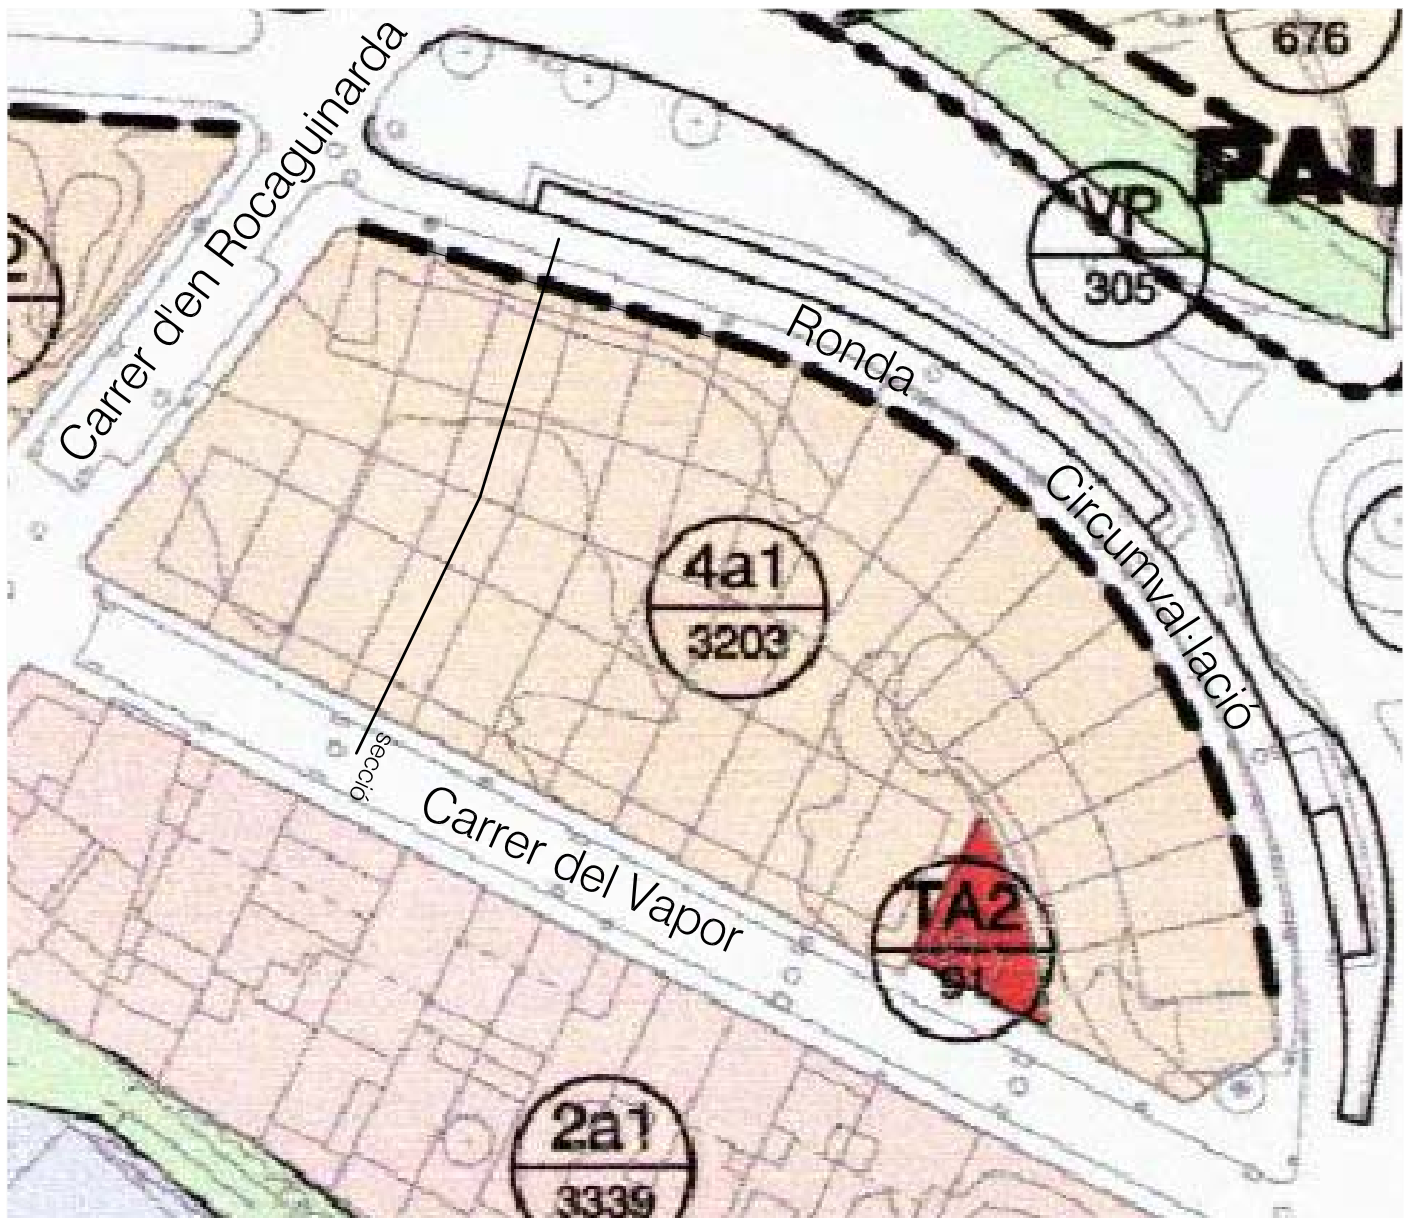 676
PAU
Carrer d'en Rocaguinarda
VP
305
2
Ronda
Circumval·lació
4a1
3203
secció
Carrer del Vapor
TA2
2a1
3339